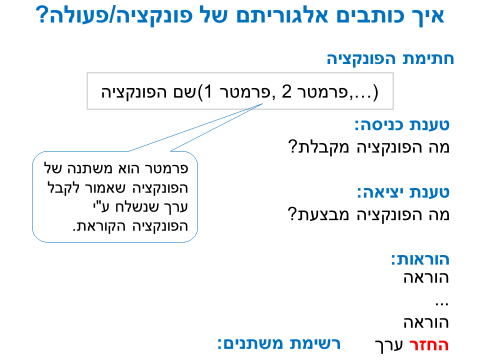 איך כותבים אלגוריתם של פונקציה/פעולה?
חתימת הפונקציה
שם הפונקציה(פרמטר 1, פרמטר 2,...)
פרמטר הוא משתנה של
הפונקציה שאמור לקבל
ערך שנשלח ע"י
הפונקציה הקוראת.
טענת כניסה:
מה הפונקציה מקבלת?
טענת יציאה:
מה הפונקציה מבצעת?
הוראות:
הוראה
...
הוראה
החזר ערך
רשימת משתנים: